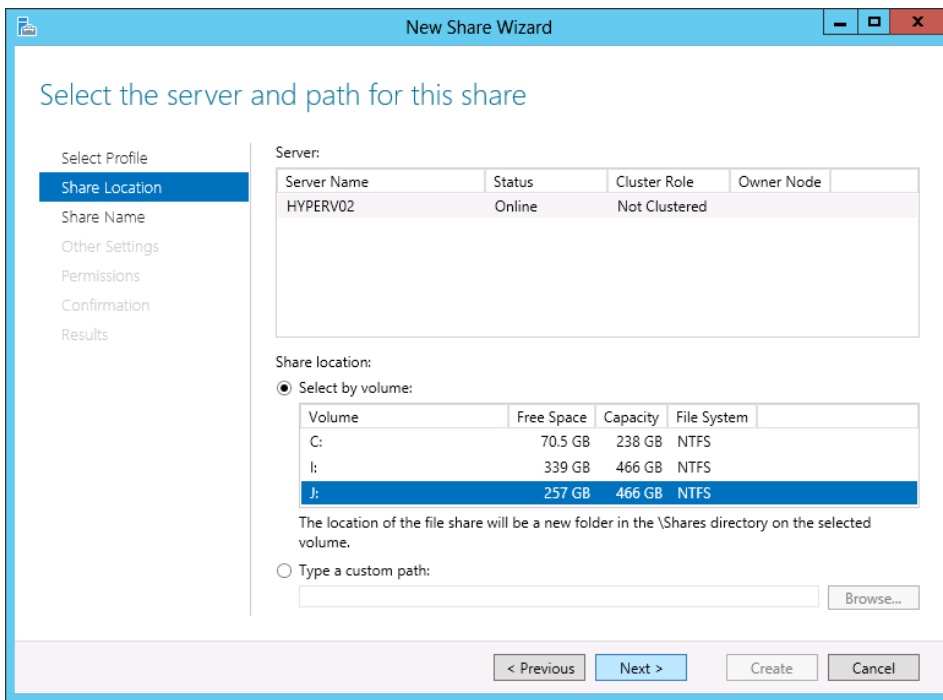 New Share Wizard
Select the server and path for this share
Select Profile
Share Location
Share Name
Other Settings
Permissions
Confirmation
Results
Server:
Server Name Status Cluster Role Owner Node
HYPERV02 Online Not Clustered
Share location:
Select by volume:
Volume Free Space Capacity File System
C: 70.5 GB 238 GB NTFS
I: 339 GB 466 GB NTFS
J: 257 GB 466 GB NTFS
The location of the file share will be a new folder in the \Shares directory on the selected
volume.
Type a custom path:
Browse...
< Previous Next > Create Cancel